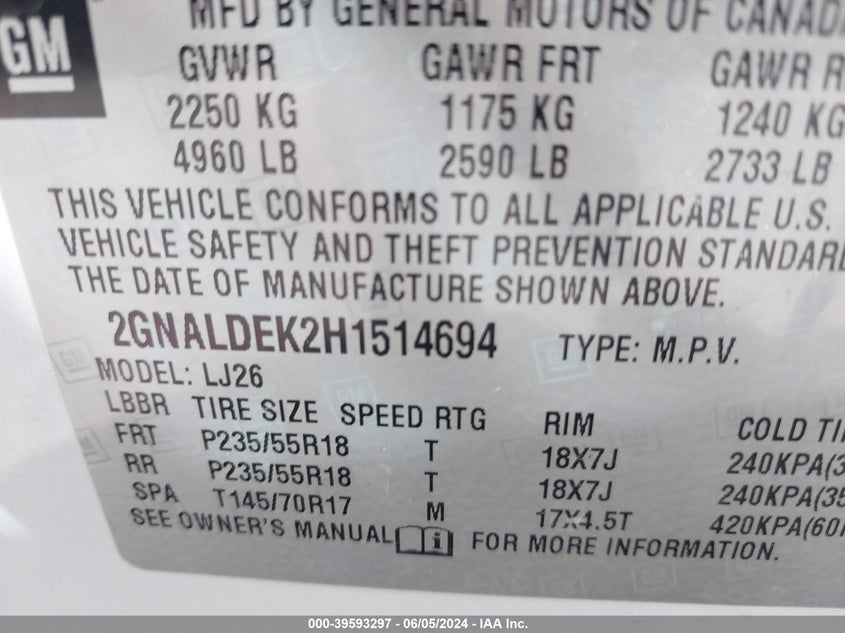 GM
MFD BY GENERAL MOTORS OF CANADA
GVWR GAWR FRT GAWR R
2250 KG 1175 KG 1240 KG
4960 LB 2590 LB 2733 LB
THIS VEHICLE CONFORMS TO ALL APPLICABLE U.S.
VEHICLE SAFETY AND THEFT PREVENTION STANDARD
THE DATE OF MANUFACTURE SHOWN ABOVE.
2GNALDEK2H1514694 TYPE: M.P.V.
MODEL: LJ26
LBBR TIRE SIZE SPEED RTG RIM COLD TI
FRT P235/55R18 T 18X7J 240KPA(3
RR P235/55R18 T 18X7J 240KPA(35
SPA T145/70R17 M 17X4.5T 420KPA(60
SEE OWNER'S MANUAL i FOR MORE INFORMATION.
000-39593297 - 06/05/2024 - IAA Inc.